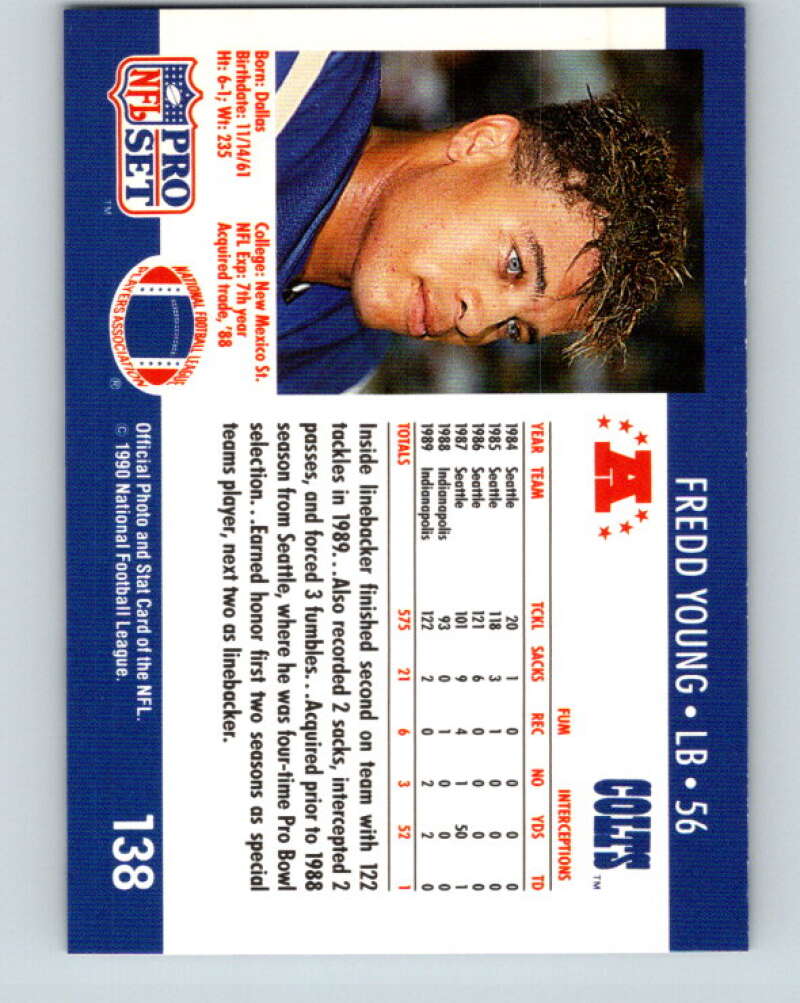 FREDD YOUNG • LB • 56
A
COLTS™
FUM INTERCEPTIONS
YEAR TEAM TCKL SACKS REC NO YDS TD
1984 Seattle 20 1 0 0 0 0
1985 Seattle 118 3 1 0 0 0
1986 Seattle 121 6 0 0 0 0
1987 Seattle 101 9 4 1 50 1
1988 Indianapolis 93 0 1 0 0 0
1989 Indianapolis 122 2 0 2 2 0
TOTALS 575 21 6 3 52 1
Inside linebacker finished second on team with 122
tackles in 1989...Also recorded 2 sacks, intercepted 2
passes, and forced 3 fumbles...Acquired prior to 1988
season from Seattle, where he was four-time Pro Bowl
selection...Earned honor first two seasons as special
teams player, next two as linebacker.
Born: Dallas
Birthdate: 11/14/61
Ht: 6-1; Wt: 235
College: New Mexico St.
NFL Exp: 7th year
Acquired trade, '88
NFL PRO SET™
NATIONAL FOOTBALL LEAGUE
PLAYERS ASSOCIATION®
Official Photo and Stat Card of the NFL.
© 1990 National Football League.
138